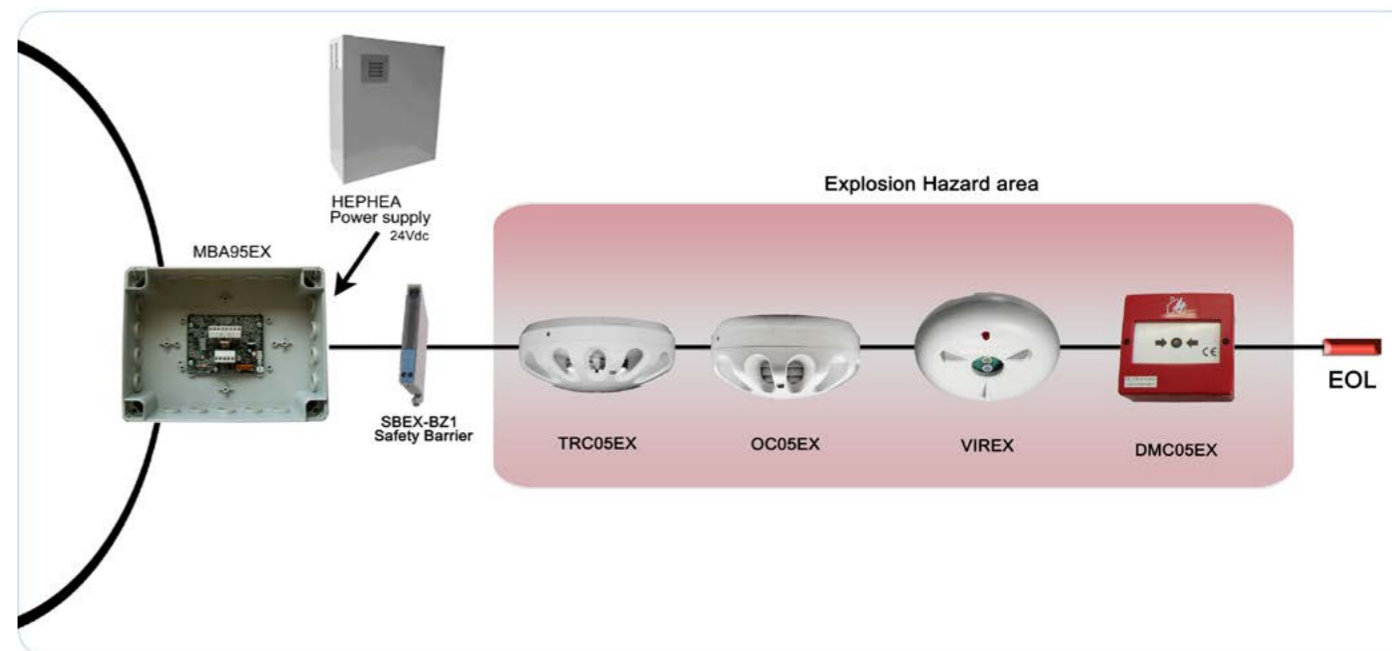 HEPHEA
Power supply
24Vdc
MBA95EX
SBEX-BZ1
Safety Barrier
Explosion Hazard area
TRC05EX
OC05EX
VIREX
DMC05EX
CE
EOL